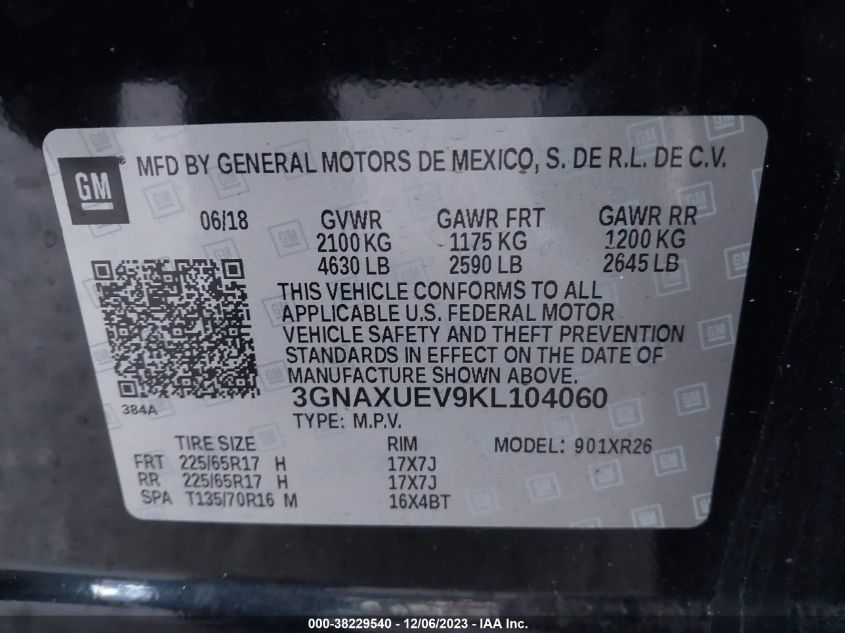 GM® MFD BY GENERAL MOTORS DE MEXICO, S. DE R.L. DE C.V.
06/18 GVWR GAWR FRT GAWR RR
2100 KG 1175 KG 1200 KG
4630 LB 2590 LB 2645 LB
THIS VEHICLE CONFORMS TO ALL
APPLICABLE U.S. FEDERAL MOTOR
VEHICLE SAFETY AND THEFT PREVENTION
STANDARDS IN EFFECT ON THE DATE OF
MANUFACTURE SHOWN ABOVE.
3GNAXUEV9KL104060
384A
TYPE: M.P.V.
TIRE SIZE RIM MODEL: 901XR26
FRT 225/65R17 H 17X7J
RR 225/65R17 H 17X7J
SPA T135/70R16 M 16X4BT
000-38229540 - 12/06/2023 - IAA Inc.